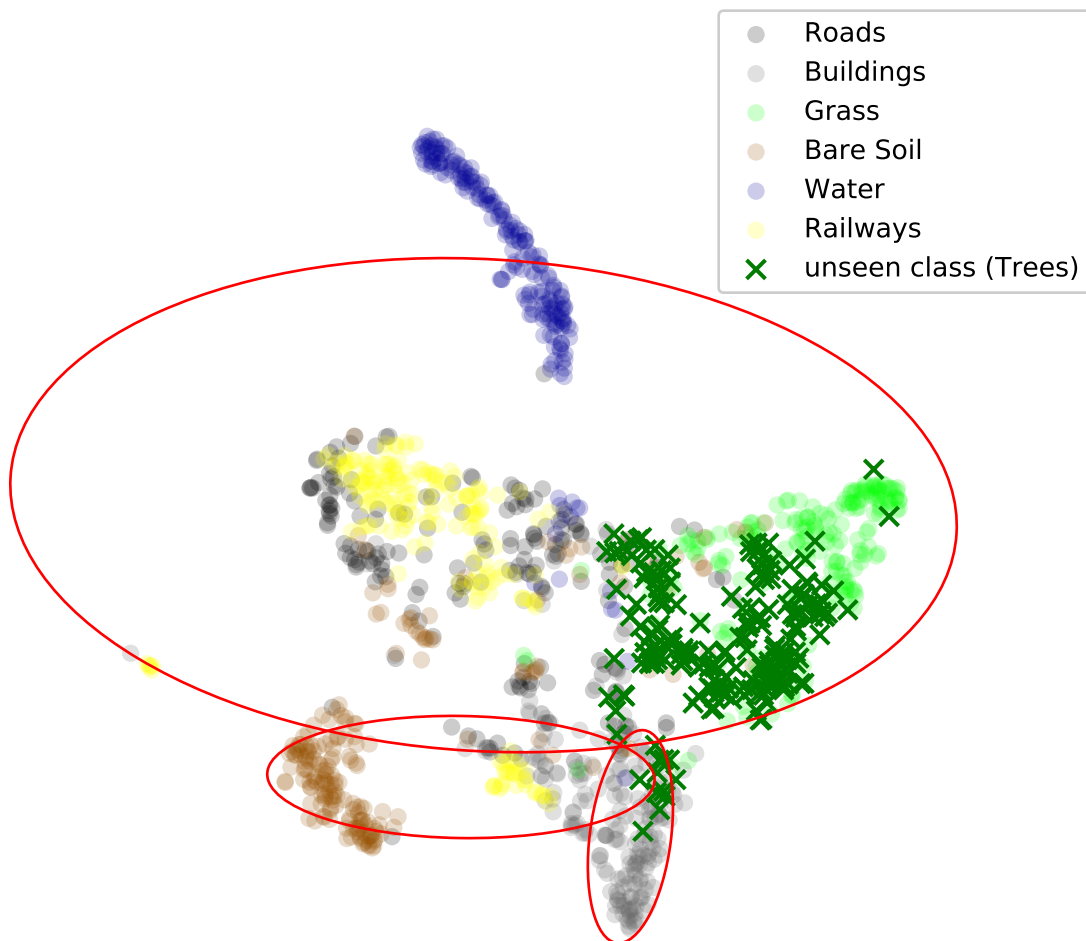 Roads
Buildings
Grass
Bare Soil
Water
Railways
unseen class (Trees)